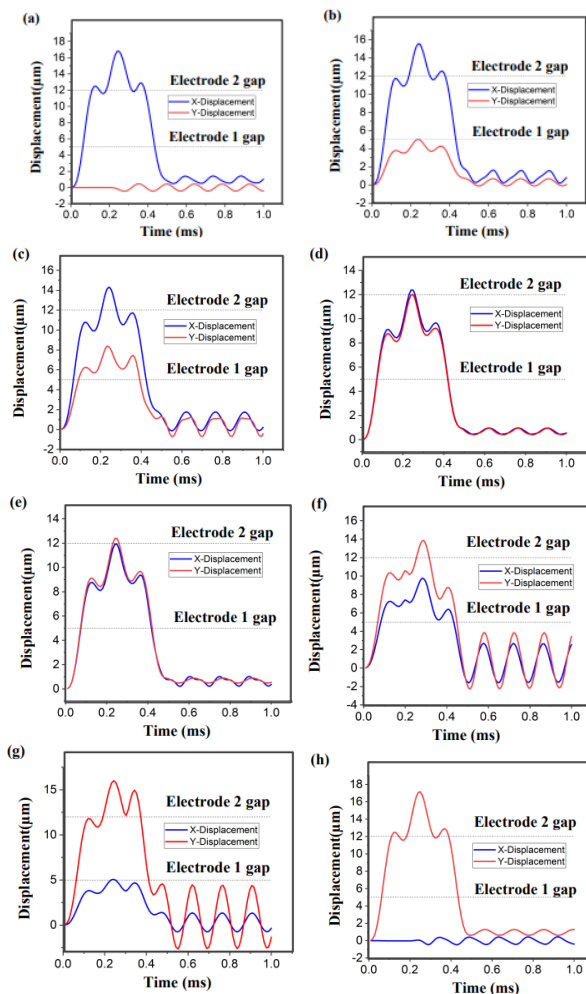 (a)
Displacement(μm)
18
16
14
12
10
8
6
4
2
0
-2
Electrode 2 gap
X-Displacement
Y-Displacement
Electrode 1 gap
0.0 0.2 0.4 0.6 0.8 1.0
Time (ms)
(b)
Displacement(μm)
16
14
12
10
8
6
4
2
0
-2
Electrode 2 gap
X-Displacement
Y-Displacement
Electrode 1 gap
0.0 0.2 0.4 0.6 0.8 1.0
Time (ms)
(c)
Displacement(μm)
16
14
12
10
8
6
4
2
0
-2
Electrode 2 gap
X-Displacement
Y-Displacement
Electrode 1 gap
0.0 0.2 0.4 0.6 0.8 1.0
Time (ms)
(d)
Displacement(μm)
14
12
10
8
6
4
2
0
Electrode 2 gap
X-Displacement
Y-Displacement
Electrode 1 gap
0.0 0.2 0.4 0.6 0.8 1.0
Time (ms)
(e)
Displacement(μm)
14
12
10
8
6
4
2
0
Electrode 2 gap
X-Displacement
Y-Displacement
Electrode 1 gap
0.0 0.2 0.4 0.6 0.8 1.0
Time (ms)
(f)
Displacement(μm)
16
14
12
10
8
6
4
2
0
-2
-4
Electrode 2 gap
X-Displacement
Y-Displacement
Electrode 1 gap
0.0 0.2 0.4 0.6 0.8 1.0
Time (ms)
(g)
Displacement(μm)
15
10
5
0
Electrode 2 gap
X-Displacement
Y-Displacement
Electrode 1 gap
0.0 0.2 0.4 0.6 0.8 1.0
Time (ms)
(h)
Displacement(μm)
18
16
14
12
10
8
6
4
2
0
-2
Electrode 2 gap
X-Displacement
Y-Displacement
Electrode 1 gap
0.0 0.2 0.4 0.6 0.8 1.0
Time (ms)